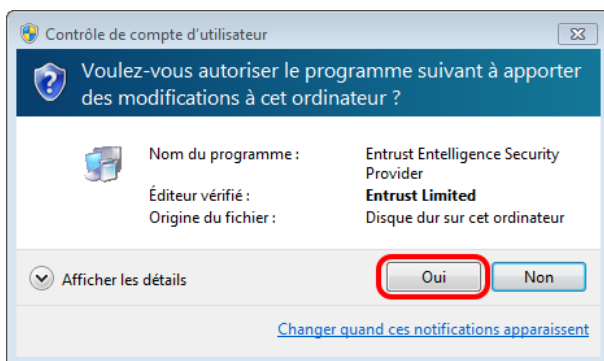 Contrôle de compte d'utilisateur
Voulez-vous autoriser le programme suivant à apporter
des modifications à cet ordinateur ?
Nom du programme : Entrust Entelligence Security
Provider
Éditeur vérifié : Entrust Limited
Origine du fichier : Disque dur sur cet ordinateur
Afficher les détails Oui Non
Changer quand ces notifications apparaissent